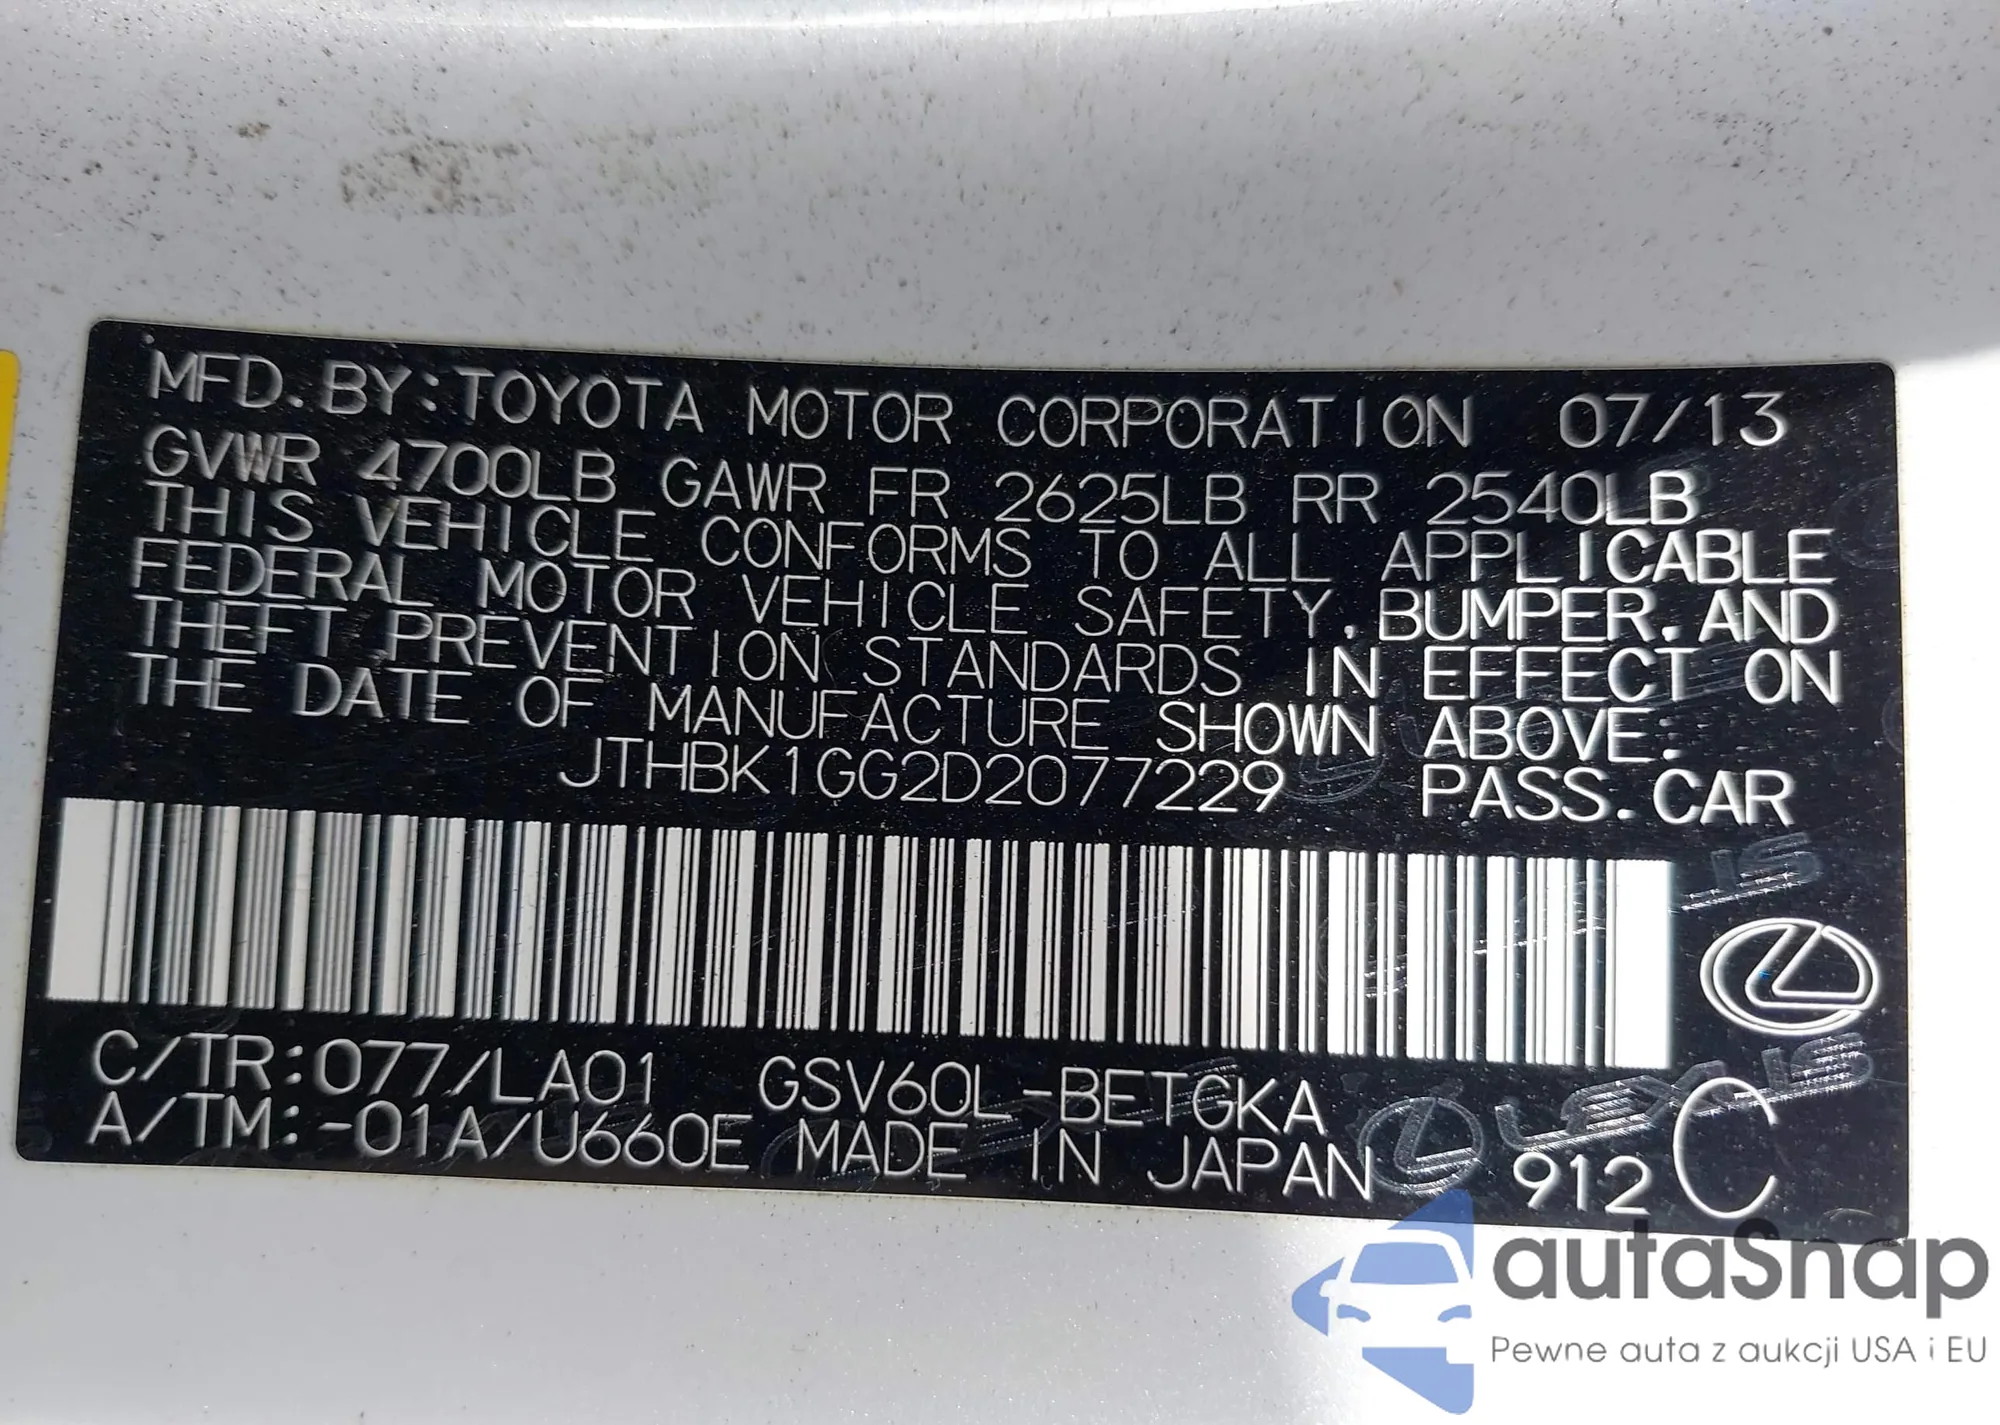 MFD. BY: TOYOTA MOTOR CORPORATION 07/13
GVWR 4700LB GAWR FR 2625LB RR 2540LB
THIS VEHICLE CONFORMS TO ALL APPLICABLE
FEDERAL MOTOR VEHICLE SAFETY, BUMPER, AND
THEFT PREVENTION STANDARDS IN EFFECT ON
THE DATE OF MANUFACTURE SHOWN ABOVE:
JTHBK1GG2D2077229 PASS. CAR
C/TR:077/LA01 GSV60L-BETGKA
A/TM:-01A/U660E MADE IN JAPAN 912 C
LEXUS
autaSnap
Pewne auta z aukcji USA i EU